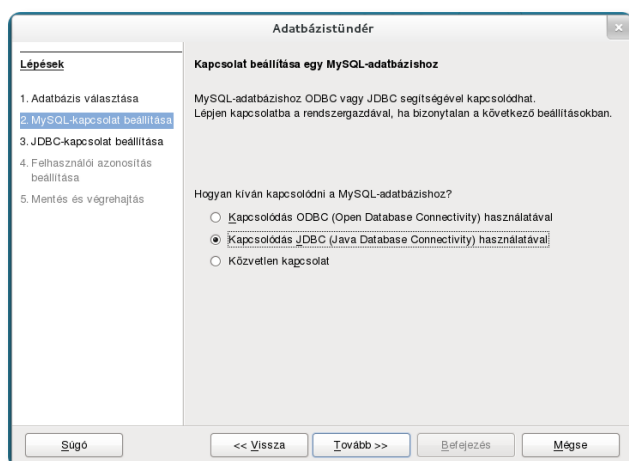 Adatbázistündér
Lépések
1. Adatbázis választása
2. MySQL-kapcsolat beállítása
3. JDBC-kapcsolat beállítása
4. Felhasználói azonosítás
beállítása
5. Mentés és végrehajtás
Kapcsolat beállítása egy MySQL-adatbázishoz
MySQL-adatbázishoz ODBC vagy JDBC segítségével kapcsolódhat.
Lépjen kapcsolatba a rendszergazdával, ha bizonytalan a következő beállításokban.
Hogyan kíván kapcsolódni a MySQL-adatbázishoz?
Kapcsolódás ODBC (Open Database Connectivity) használatával
Kapcsolódás JDBC (Java Database Connectivity) használatával
Közvetlen kapcsolat
Súgó
<< Vissza
Tovább >>
Befejezés
Mégse